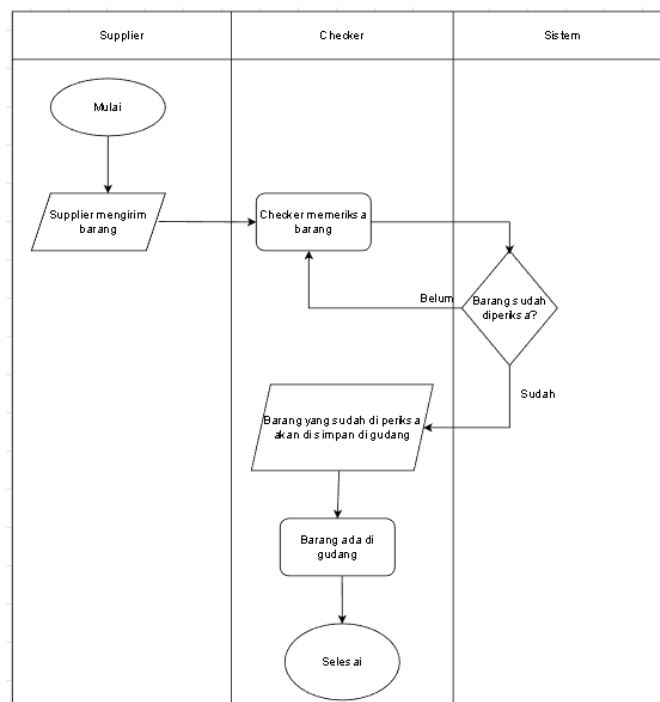 Supplier
Checker
Sistem
Mulai
Supplier mengirim
barang
Checker memeriksa
barang
Belum
Barang sudah
diperiksa?
Sudah
Barang yang sudah di periksa
akan disimpan di gudang
Barang ada di
gudang
Selesai